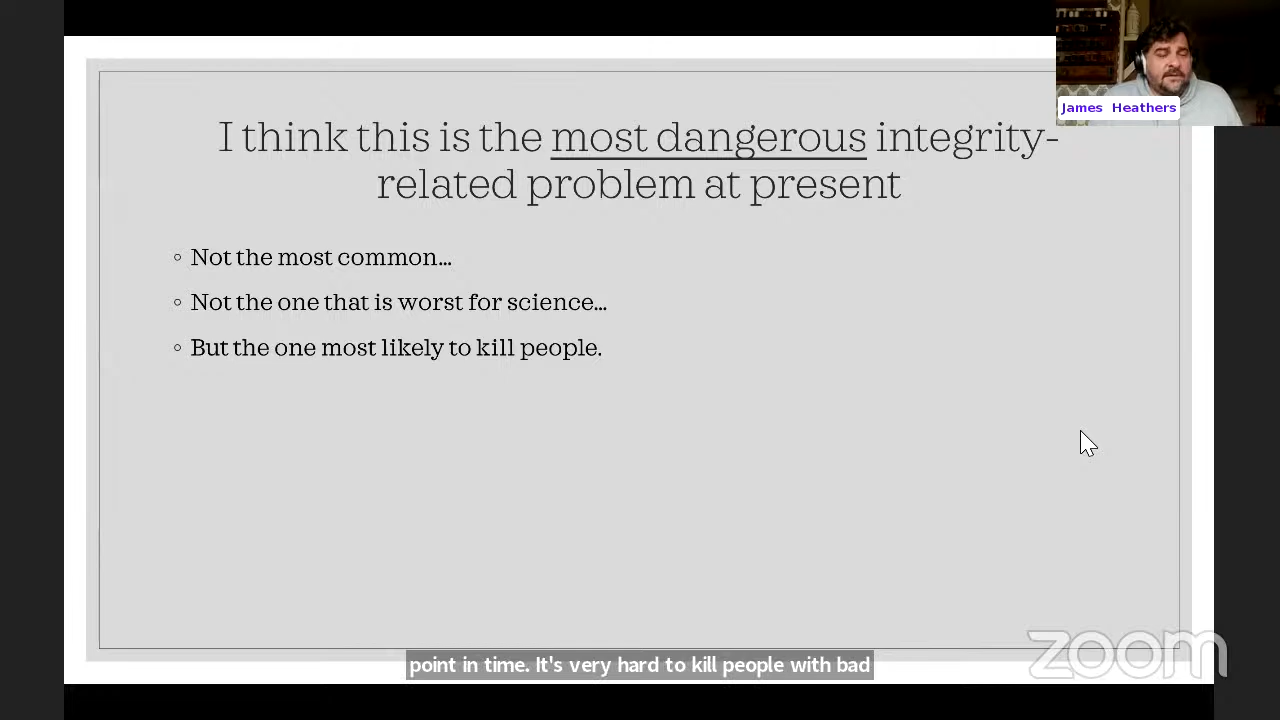 James Heathers
I think this is the most dangerous integrity-
related problem at present
◦ Not the most common...
◦ Not the one that is worst for science...
◦ But the one most likely to kill people.
zoom
point in time. It's very hard to kill people with bad